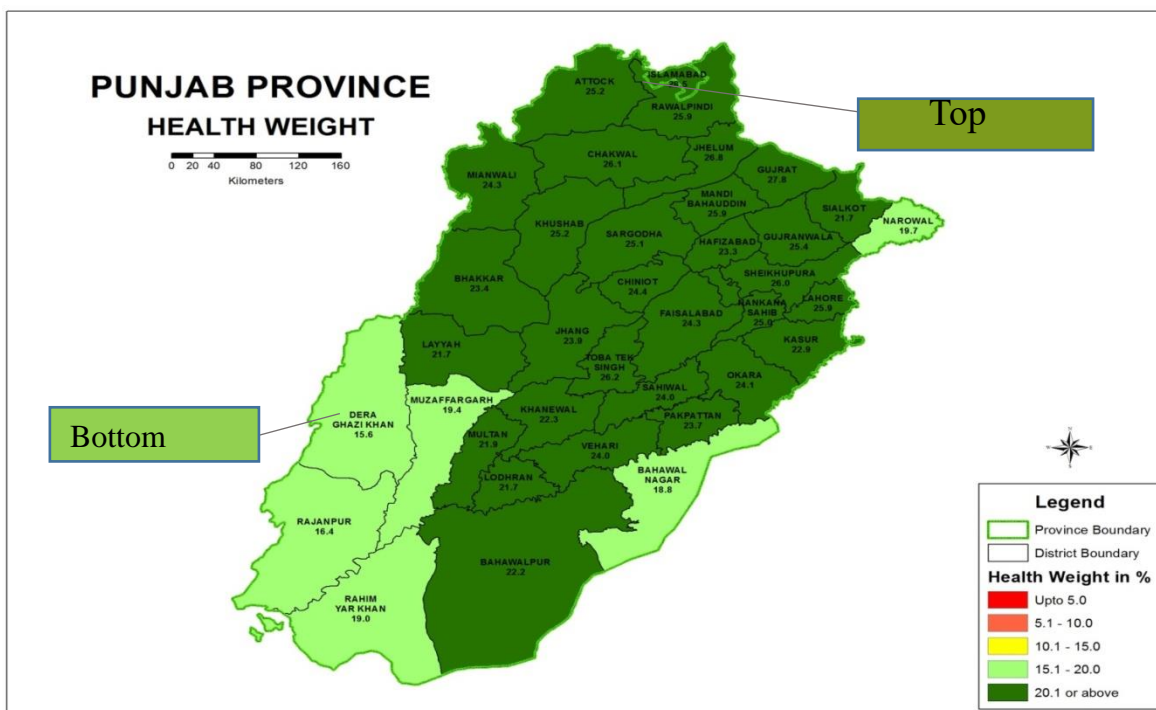 PUNJAB PROVINCE
HEALTH WEIGHT
0 20 40 80 120 160
Kilometers
Top
Bottom
ISLAMABAD
ATTOCK
25.2
RAWALPINDI
25.9
CHAKWAL
26.1
JHELUM
26.8
GUJRAT
27.8
MIANWALI
24.3
MANDI
BAHAUDDIN
25.9
SIALKOT
21.7
NAROWAL
19.7
KHUSHAB
25.2
SARGODHA
25.1
HAFIZABAD
23.3
GUJRANWALA
25.4
BHAKKAR
23.4
CHINIOT
24.4
SHEIKHUPURA
26.0
FAISALABAD
24.3
NANKANA
SAHIB
25.0
LAHORE
25.9
LAYYAH
21.7
JHANG
23.9
KASUR
22.9
TOBA TEK
SINGH
26.2
OKARA
24.1
DERA
GHAZI KHAN
15.6
MUZAFFARGARH
19.4
KHANEWAL
22.3
SAHIWAL
24.0
PAKPATTAN
23.7
MULTAN
21.9
VEHARI
24.0
LODHRAN
21.7
BAHAWAL
NAGAR
18.8
RAJANPUR
16.4
BAHAWALPUR
22.2
RAHIM
YAR KHAN
19.0
Legend
Province Boundary
District Boundary
Health Weight in %
Upto 5.0
5.1 - 10.0
10.1 - 15.0
15.1 - 20.0
20.1 or above